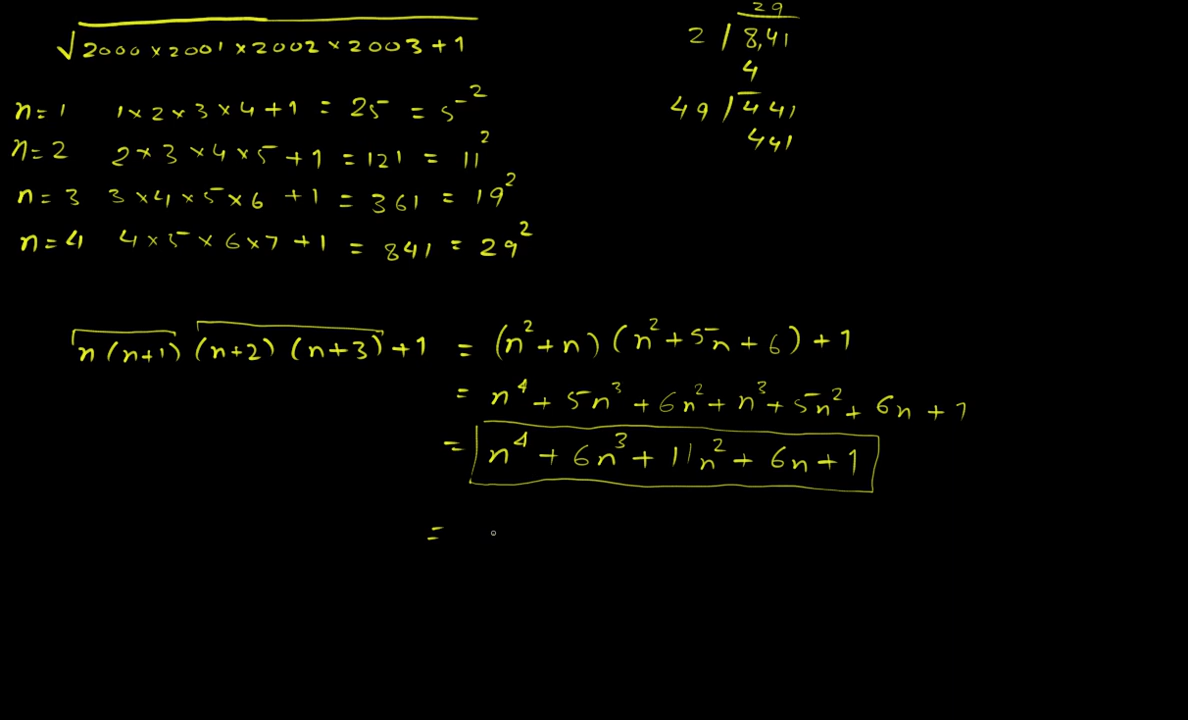 √2000×2001×2002×2003+1
n=1 1×2×3×4+1 = 25 = 5²
n=2 2×3×4×5+1 = 121 = 11²
n=3 3×4×5×6+1 = 361 = 19²
n=4 4×5×6×7+1 = 841 = 29²
29
2 / 8,41
4
49 / 441
441
n(n+1)(n+2)(n+3)+1 = (n²+n)(n²+5n+6)+1
= n⁴+5n³+6n²+n³+5n²+6n+1
= n⁴+6n³+11n²+6n+1
=